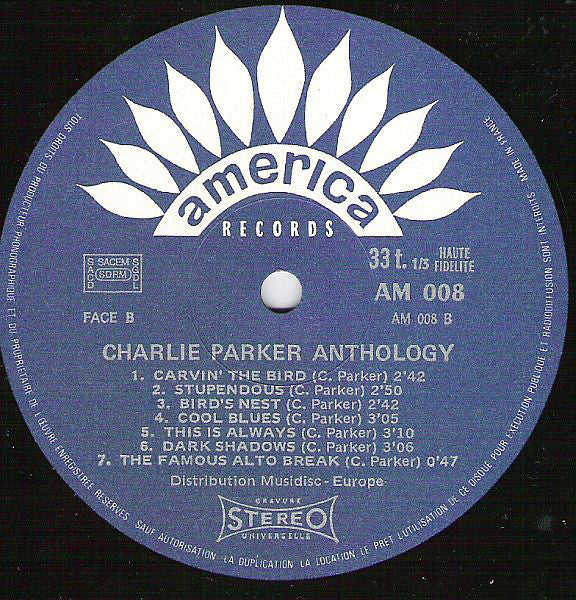 america
RECORDS
33 t. 1/3 HAUTE FIDELITE
AM 008
SACEM
SACD SDRM SGDL
FACE B
AM 008 B
CHARLIE PARKER ANTHOLOGY
1. CARVIN' THE BIRD (C. Parker) 2'42
2. STUPENDOUS (C. Parker) 2'50
3. BIRD'S NEST (C. Parker) 2'42
4. COOL BLUES (C. Parker) 3'05
5. THIS IS ALWAYS (C. Parker) 3'10
6. DARK SHADOWS (C. Parker) 3'06
7. THE FAMOUS ALTO BREAK (C. Parker) 0'47
Distribution Musidisc - Europe
GRAVURE
STEREO
UNIVERSELLE
TOUS DROITS DU PRODUCTEUR PHONOGRAPHIQUE ET DU PROPRIETAIRE DE L'ŒUVRE ENREGISTREE RESERVES SAUF AUTORISATION LA DUPLICATION LA LOCATION LE PRET L'UTILISATION DE CE DISQUE POUR EXECUTION PUBLIQUE ET RADIODIFFUSION SONT INTERDITS MADE IN FRANCE